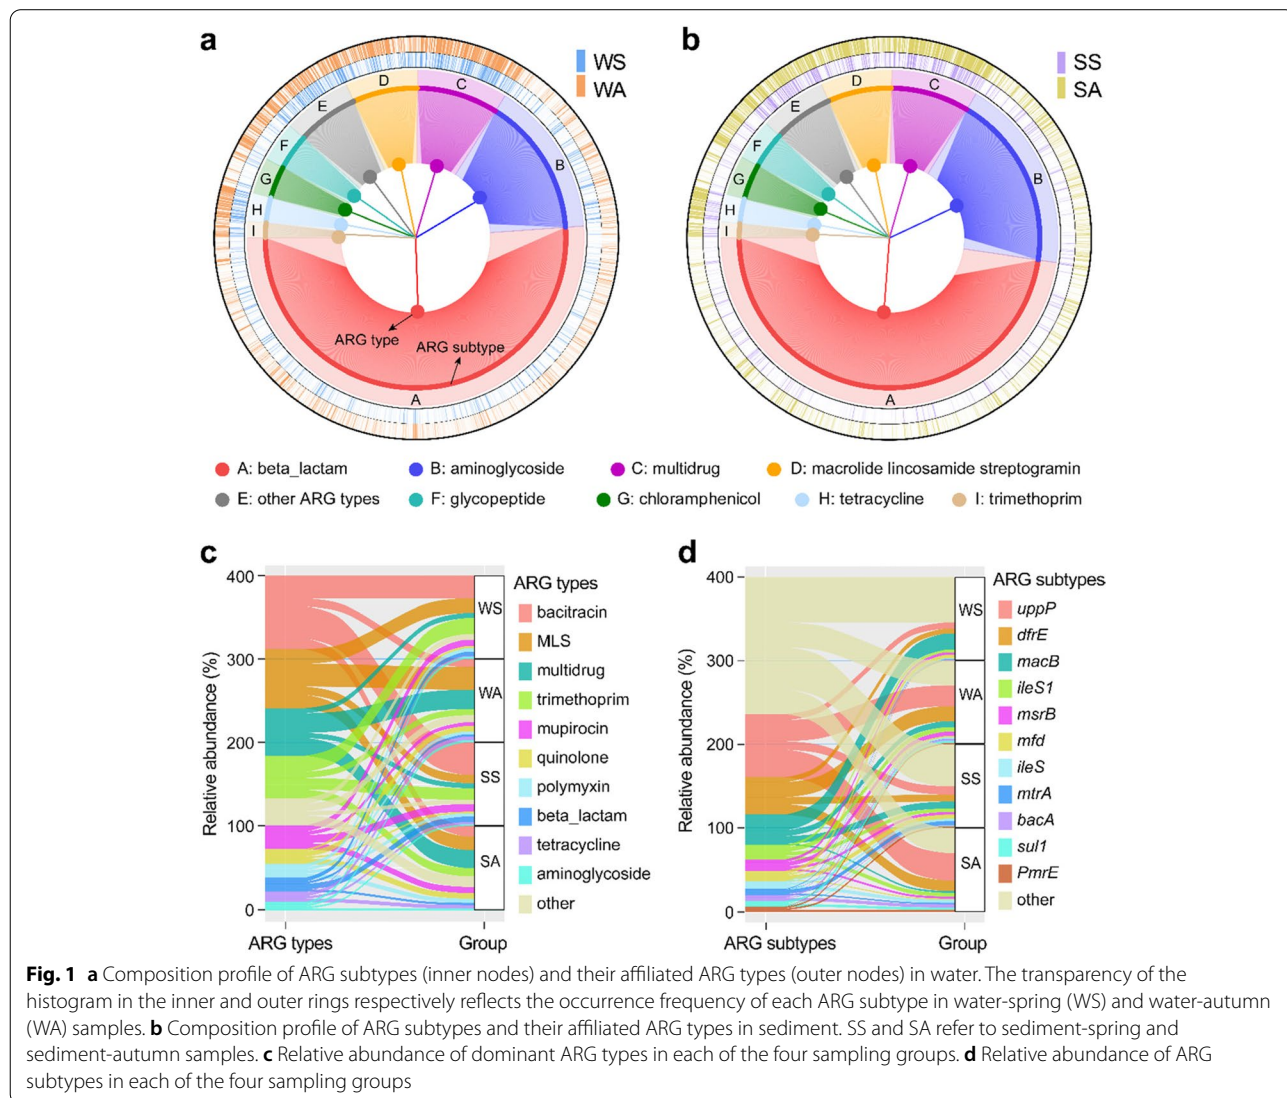 a
WS
WA
A
B
C
D
E
F
G
H
I
ARG type
ARG subtype
b
SS
SA
A
B
C
D
E
F
G
H
I
A: beta_lactam
B: aminoglycoside
C: multidrug
D: macrolide lincosamide streptogramin
E: other ARG types
F: glycopeptide
G: chloramphenicol
H: tetracycline
I: trimethoprim
c
Relative abundance (%)
400
300
200
100
0
WS
WA
SS
SA
ARG types
Group
ARG types
bacitracin
MLS
multidrug
trimethoprim
mupirocin
quinolone
polymyxin
beta_lactam
tetracycline
aminoglycoside
other
d
Relative abundance (%)
400
300
200
100
0
WS
WA
SS
SA
ARG subtypes
Group
ARG subtypes
uppP
dfrE
macB
ileS1
msrB
mfd
ileS
mtrA
bacA
sul1
PmrE
other
Fig. 1 a Composition profile of ARG subtypes (inner nodes) and their affiliated ARG types (outer nodes) in water. The transparency of the
histogram in the inner and outer rings respectively reflects the occurrence frequency of each ARG subtype in water-spring (WS) and water-autumn
(WA) samples. b Composition profile of ARG subtypes and their affiliated ARG types in sediment. SS and SA refer to sediment-spring and
sediment-autumn samples. c Relative abundance of dominant ARG types in each of the four sampling groups. d Relative abundance of ARG
subtypes in each of the four sampling groups